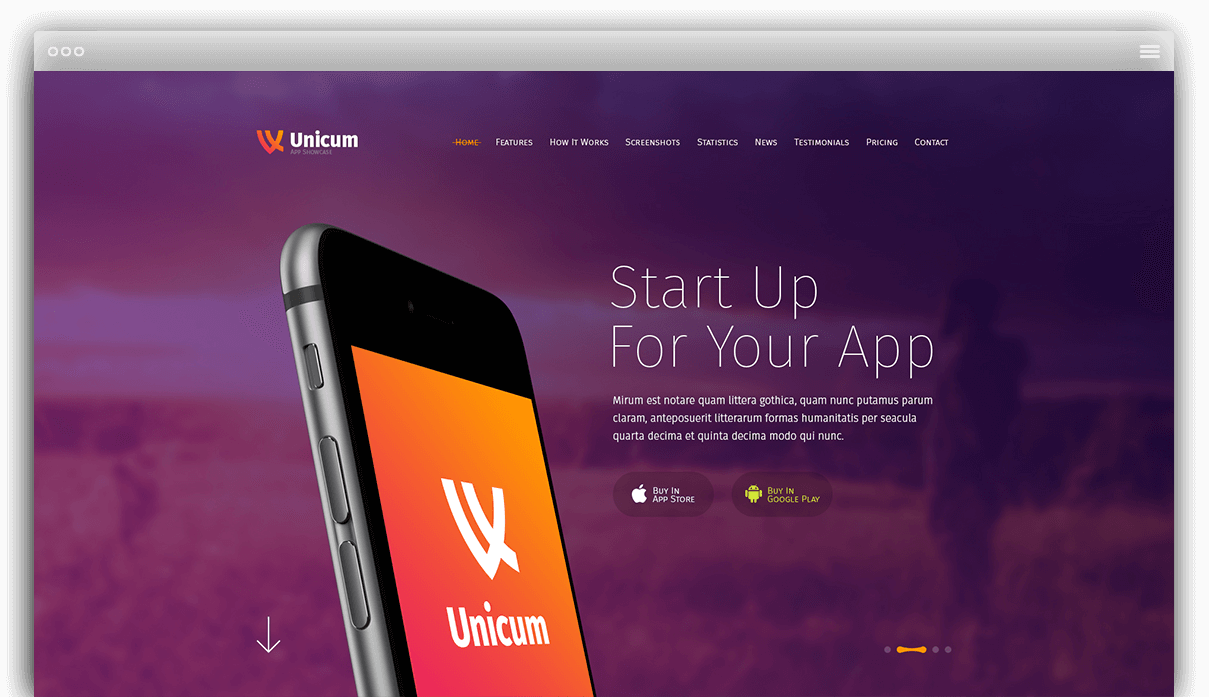 Unicum
App Showcase
Home Features How It Works Screenshots Statistics News Testimonials Pricing Contact
Start Up
For Your App
Mirum est notare quam littera gothica, quam nunc putamus parum
claram, anteposuerit litterarum formas humanitatis per seacula
quarta decima et quinta decima modo qui nunc.
Buy In
App Store
Buy In
Google Play
Unicum